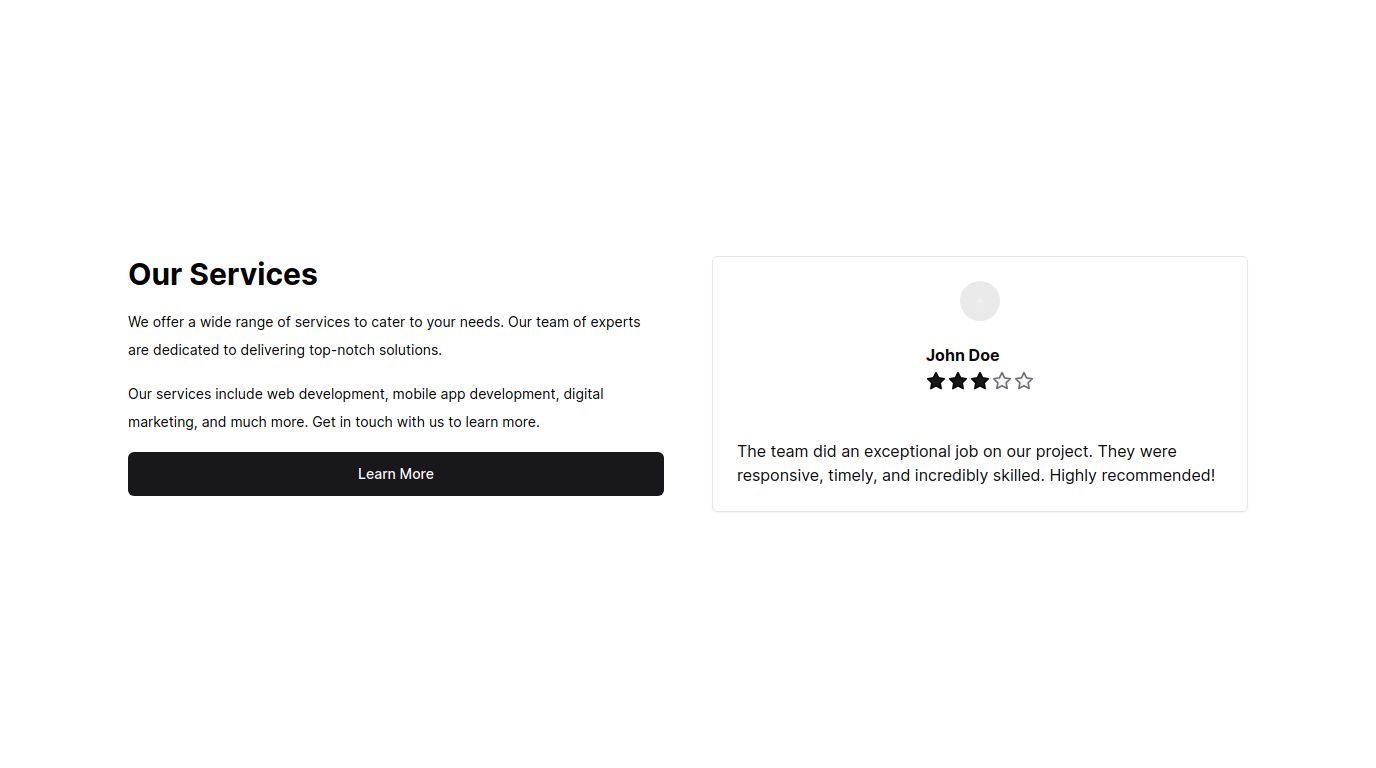 Our Services
We offer a wide range of services to cater to your needs. Our team of experts
are dedicated to delivering top-notch solutions.
Our services include web development, mobile app development, digital
marketing, and much more. Get in touch with us to learn more.
Learn More
John Doe
The team did an exceptional job on our project. They were
responsive, timely, and incredibly skilled. Highly recommended!